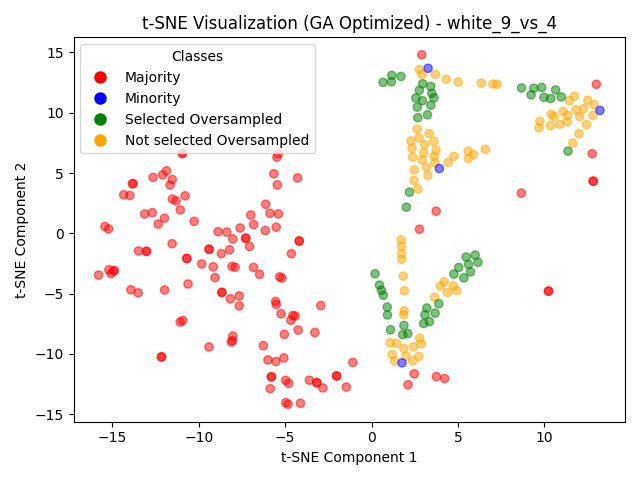 t-SNE Visualization (GA Optimized) - white_9_vs_4
Classes
Majority
Minority
Selected Oversampled
Not selected Oversampled
15
10
5
0
−5
−10
−15
t-SNE Component 2
−15 −10 −5 0 5 10
t-SNE Component 1